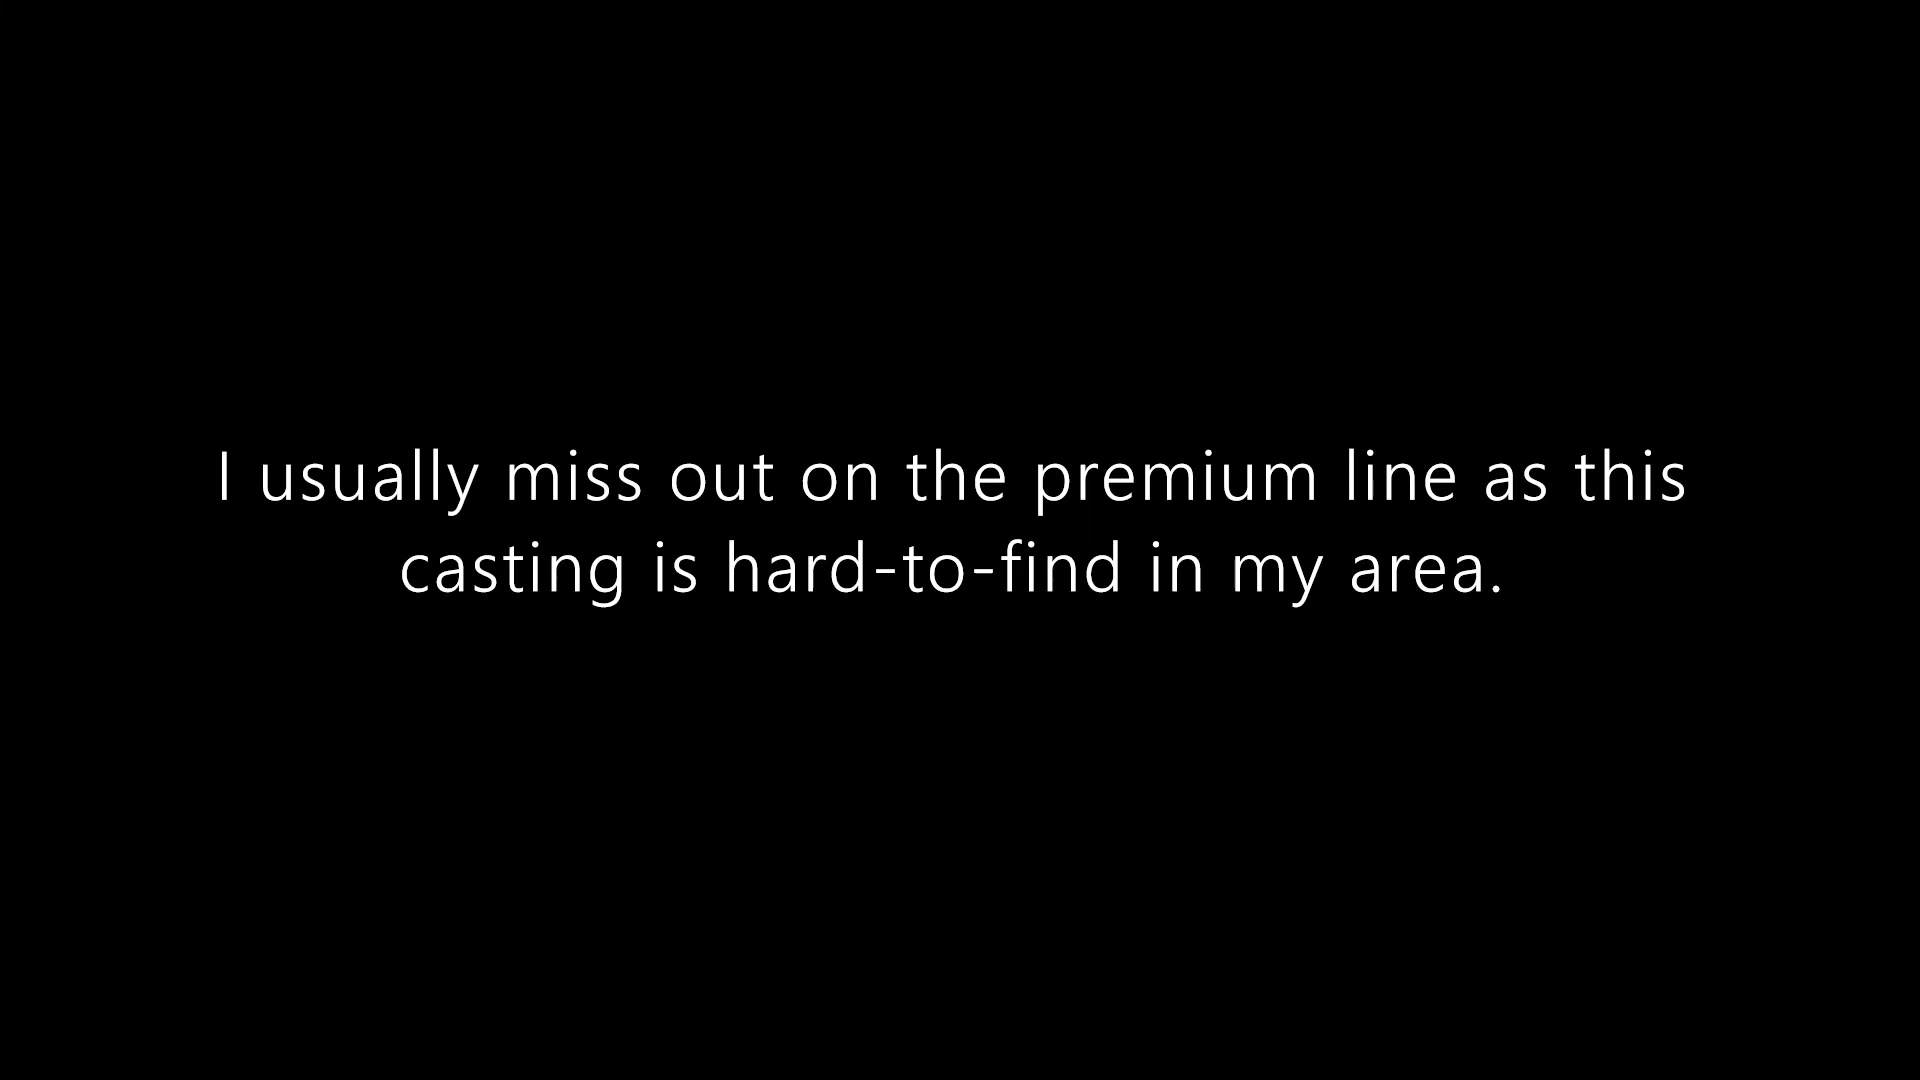 I usually miss out on the premium line as this
casting is hard-to-find in my area.